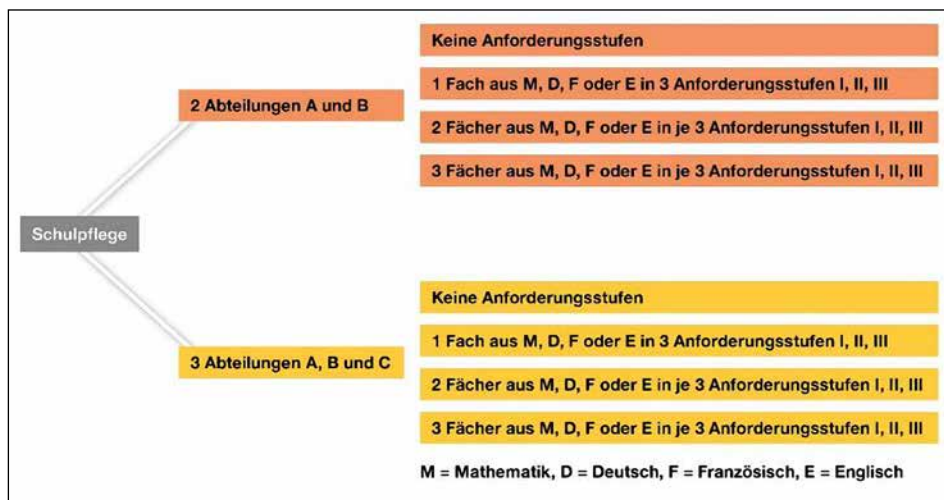 Keine Anforderungsstufen
1 Fach aus M, D, F oder E in 3 Anforderungsstufen I, II, III
2 Abteilungen A und B
2 Fächer aus M, D, F oder E in je 3 Anforderungsstufen I, II, III
3 Fächer aus M, D, F oder E in je 3 Anforderungsstufen I, II, III
Schulpflege
Keine Anforderungsstufen
1 Fach aus M, D, F oder E in 3 Anforderungsstufen I, II, III
3 Abteilungen A, B und C
2 Fächer aus M, D, F oder E in je 3 Anforderungsstufen I, II, III
3 Fächer aus M, D, F oder E in je 3 Anforderungsstufen I, II, III
M = Mathematik, D = Deutsch, F = Französisch, E = Englisch